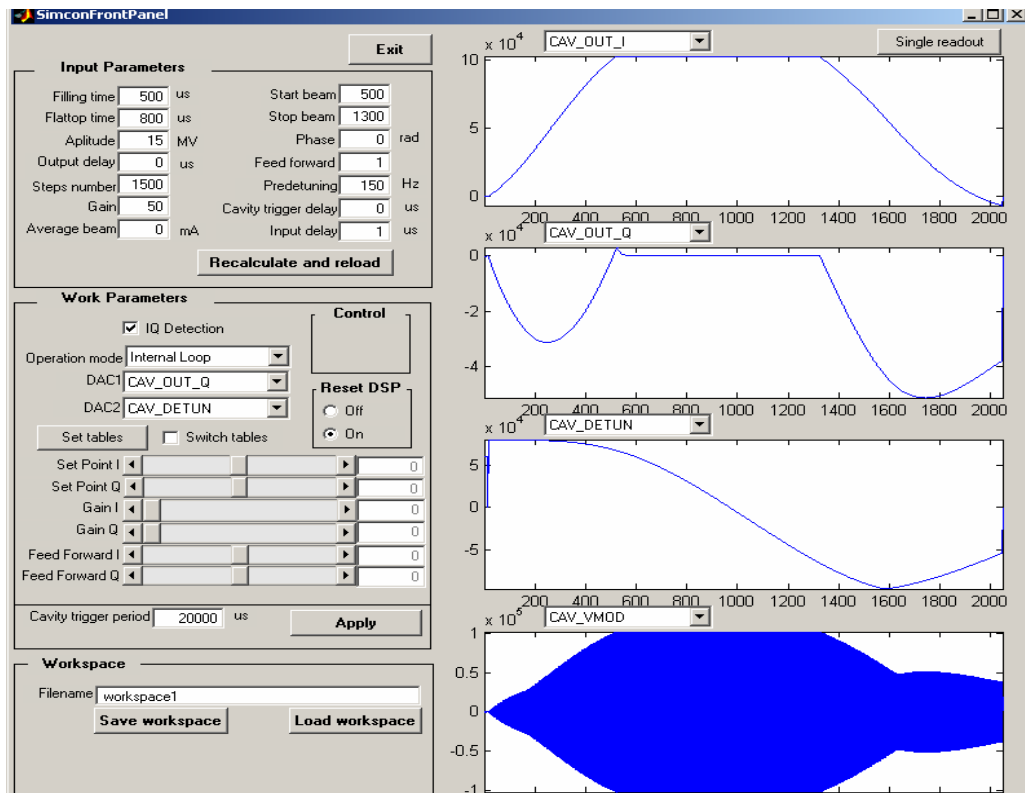 SimconFrontPanel
Exit
Input Parameters
Filling time 500 us
Flattop time 800 us
Aplitude 15 MV
Output delay 0 us
Steps number 1500
Gain 50
Average beam 0 mA
Start beam 500
Stop beam 1300
Phase 0 rad
Feed forward 1
Predetuning 150 Hz
Cavity trigger delay 0 us
Input delay 1 us
Recalculate and reload
Work Parameters
IQ Detection
Operation mode Internal Loop
DAC1 CAV_OUT_Q
DAC2 CAV_DETUN
Control
Reset DSP
Off
On
Set tables
Switch tables
Set Point I 0
Set Point Q 0
Gain I 0
Gain Q 0
Feed Forward I 0
Feed Forward Q 0
Cavity trigger period 20000 us
Apply
Workspace
Filename workspace1
Save workspace
Load workspace
x 10^4 CAV_OUT_I
Single readout
10
5
0
200 400 600 800 1000 1200 1400 1600 1800 2000
x 10^4 CAV_OUT_Q
0
-2
-4
200 400 600 800 1000 1200 1400 1600 1800 2000
x 10^4 CAV_DETUN
5
0
-5
200 400 600 800 1000 1200 1400 1600 1800 2000
x 10^5 CAV_VMOD
1
0.5
0
-0.5
-1